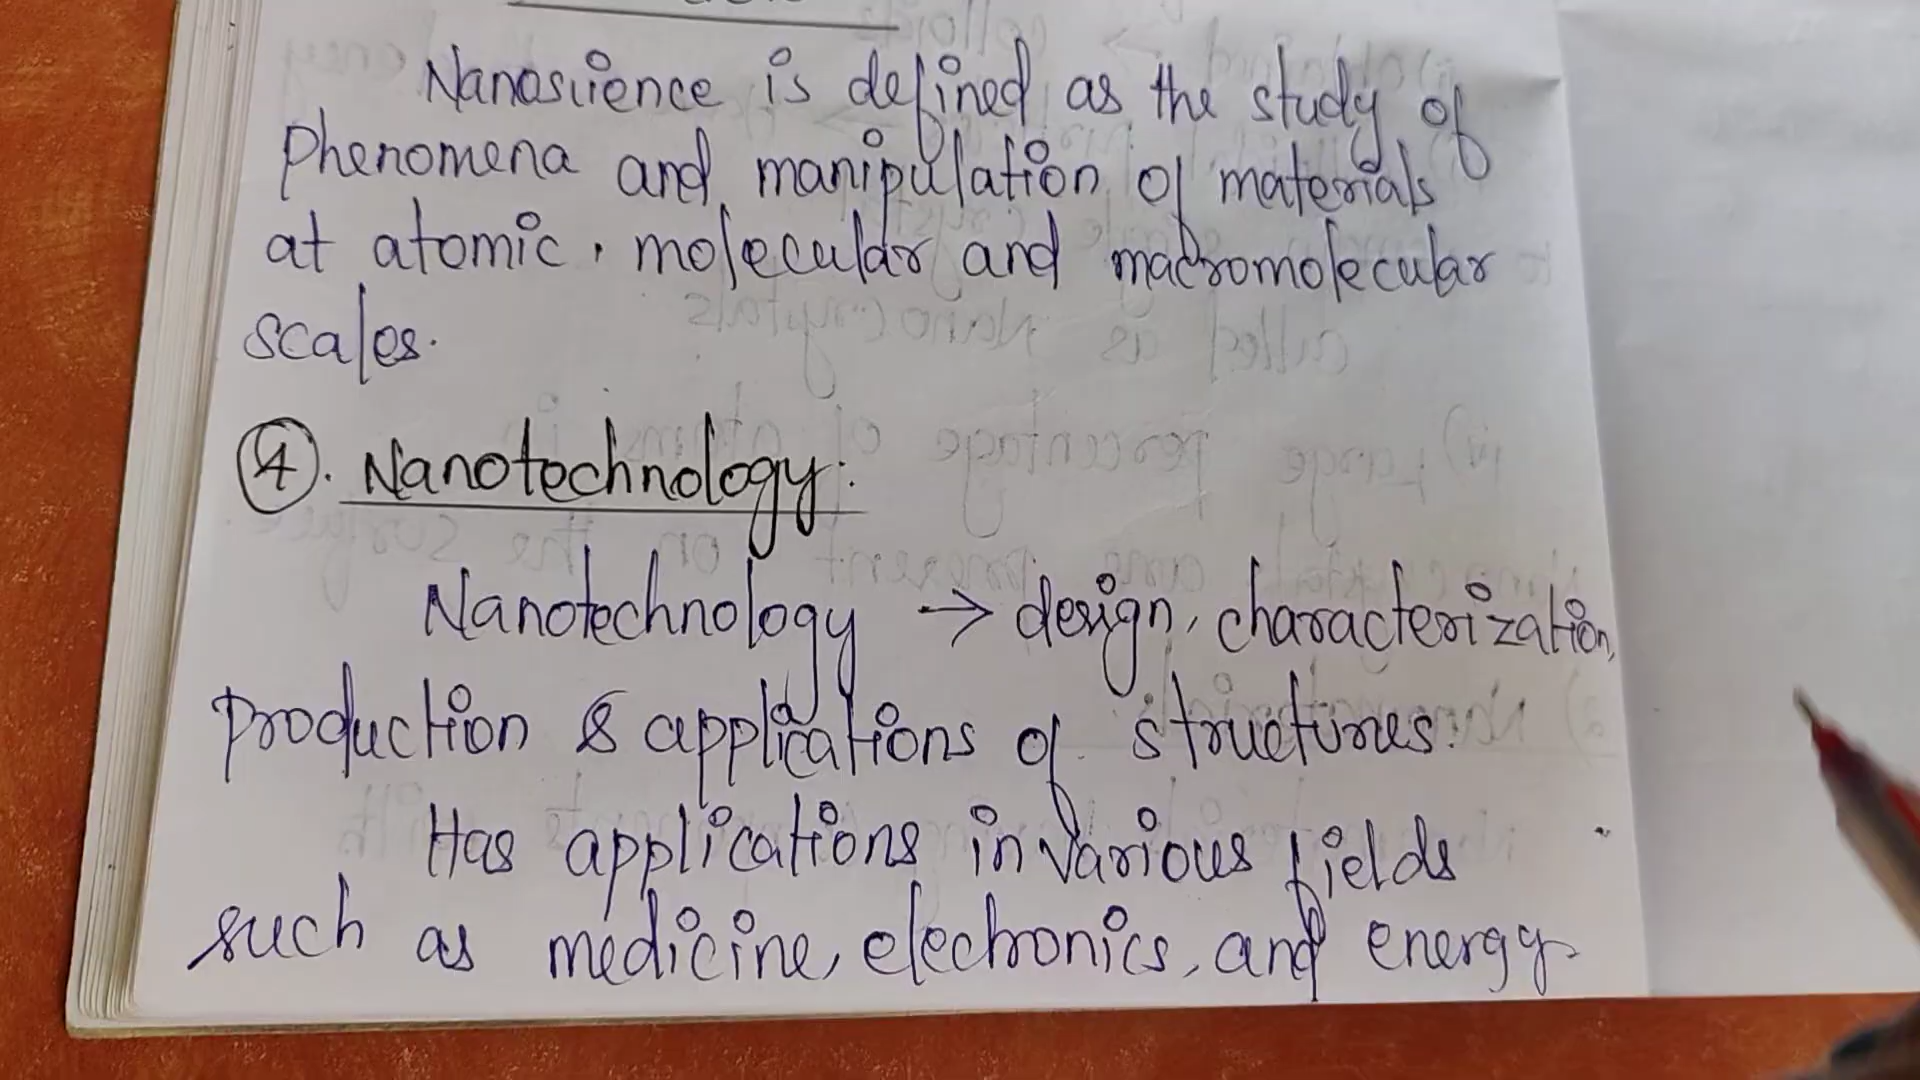 Nanoscience is defined as the study of
Phenomena and manipulation of materials
at atomic, molecular and macromolecular
scales.
4. Nanotechnology:
Nanotechnology → design, characterization,
production & applications of structures.
Has applications in various fields
such as medicine, electronics, and energy.